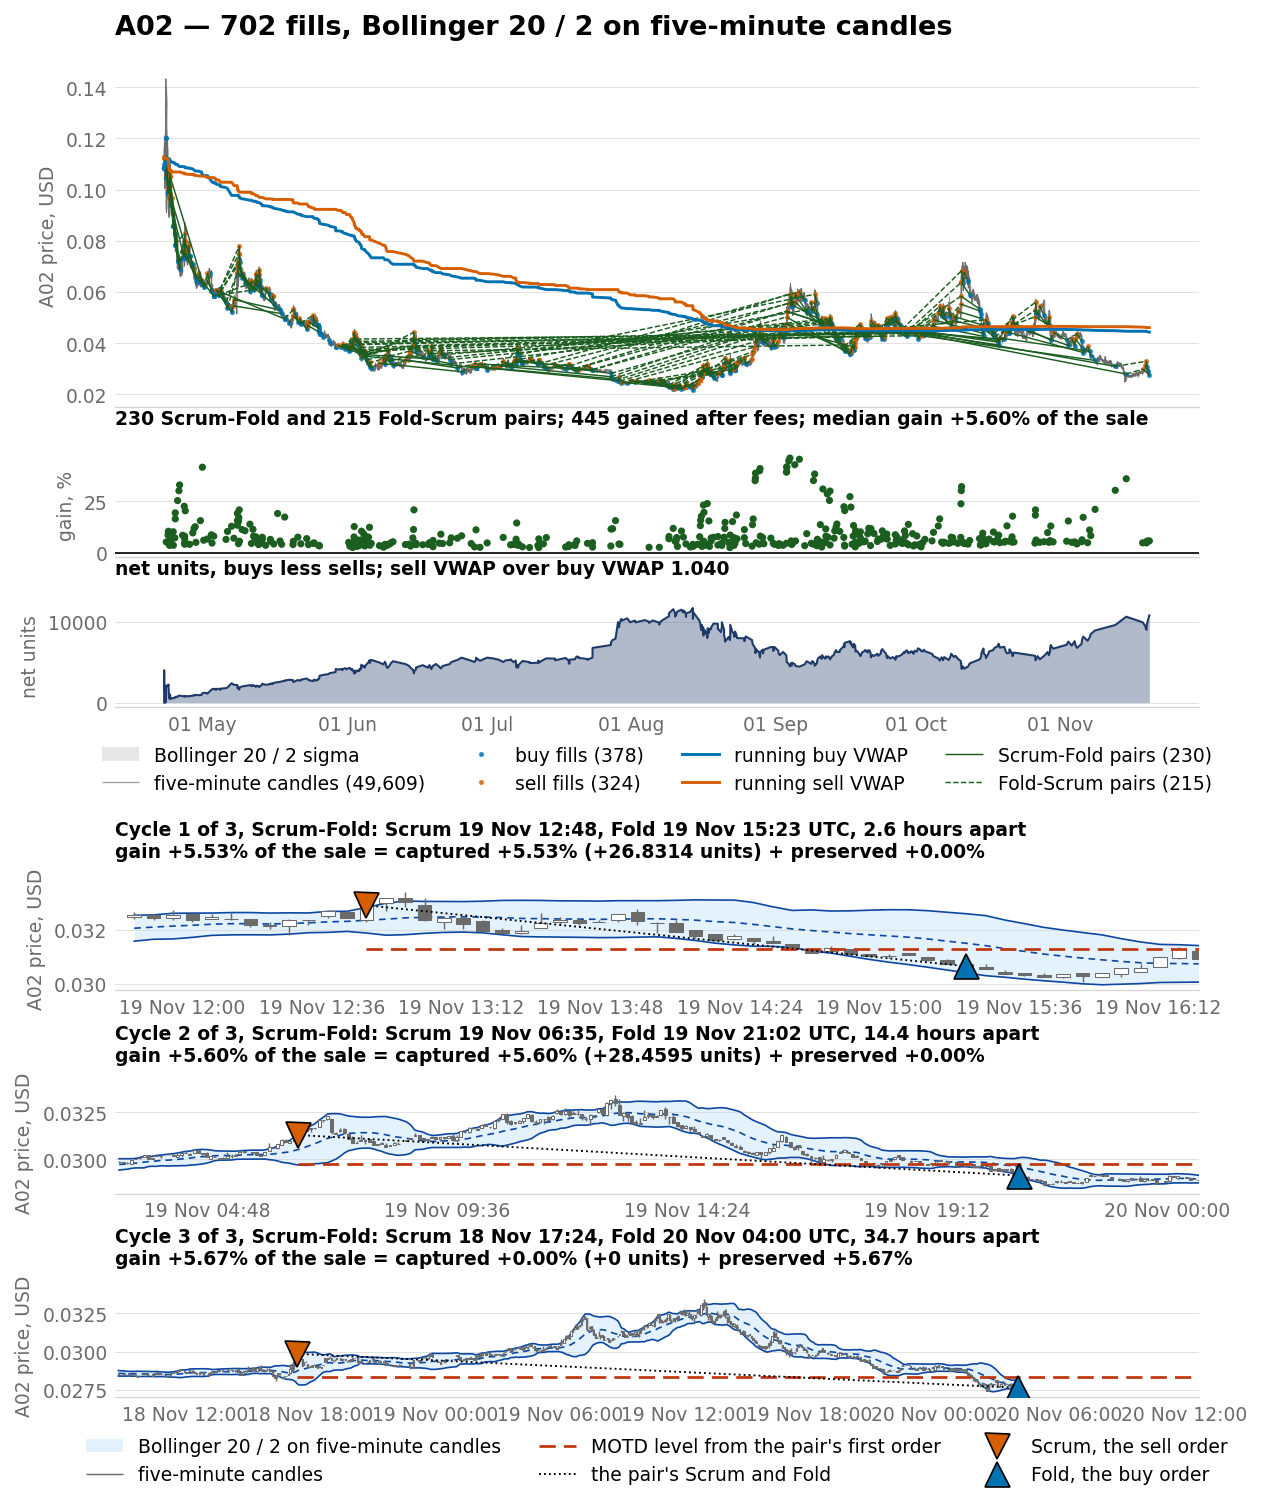 A02 — 702 fills, Bollinger 20 / 2 on five-minute candles
A02 price, USD
0.14
0.12
0.10
0.08
0.06
0.04
0.02
230 Scrum-Fold and 215 Fold-Scrum pairs; 445 gained after fees; median gain +5.60% of the sale
gain, %
25
0
net units, buys less sells; sell VWAP over buy VWAP 1.040
net units
10000
0
01 May 01 Jun 01 Jul 01 Aug 01 Sep 01 Oct 01 Nov
Bollinger 20 / 2 sigma buy fills (378) running buy VWAP Scrum-Fold pairs (230)
five-minute candles (49,609) sell fills (324) running sell VWAP Fold-Scrum pairs (215)
Cycle 1 of 3, Scrum-Fold: Scrum 19 Nov 12:48, Fold 19 Nov 15:23 UTC, 2.6 hours apart
gain +5.53% of the sale = captured +5.53% (+26.8314 units) + preserved +0.00%
A02 price, USD
0.032
0.030
19 Nov 12:00 19 Nov 12:36 19 Nov 13:12 19 Nov 13:48 19 Nov 14:24 19 Nov 15:00 19 Nov 15:36 19 Nov 16:12
Cycle 2 of 3, Scrum-Fold: Scrum 19 Nov 06:35, Fold 19 Nov 21:02 UTC, 14.4 hours apart
gain +5.60% of the sale = captured +5.60% (+28.4595 units) + preserved +0.00%
A02 price, USD
0.0325
0.0300
19 Nov 04:48 19 Nov 09:36 19 Nov 14:24 19 Nov 19:12 20 Nov 00:00
Cycle 3 of 3, Scrum-Fold: Scrum 18 Nov 17:24, Fold 20 Nov 04:00 UTC, 34.7 hours apart
gain +5.67% of the sale = captured +0.00% (+0 units) + preserved +5.67%
A02 price, USD
0.0325
0.0300
0.0275
18 Nov 12:00 18 Nov 18:00 19 Nov 00:00 19 Nov 06:00 19 Nov 12:00 19 Nov 18:00 20 Nov 00:00 20 Nov 06:00 20 Nov 12:00
Bollinger 20 / 2 on five-minute candles MOTD level from the pair's first order Scrum, the sell order
five-minute candles the pair's Scrum and Fold Fold, the buy order